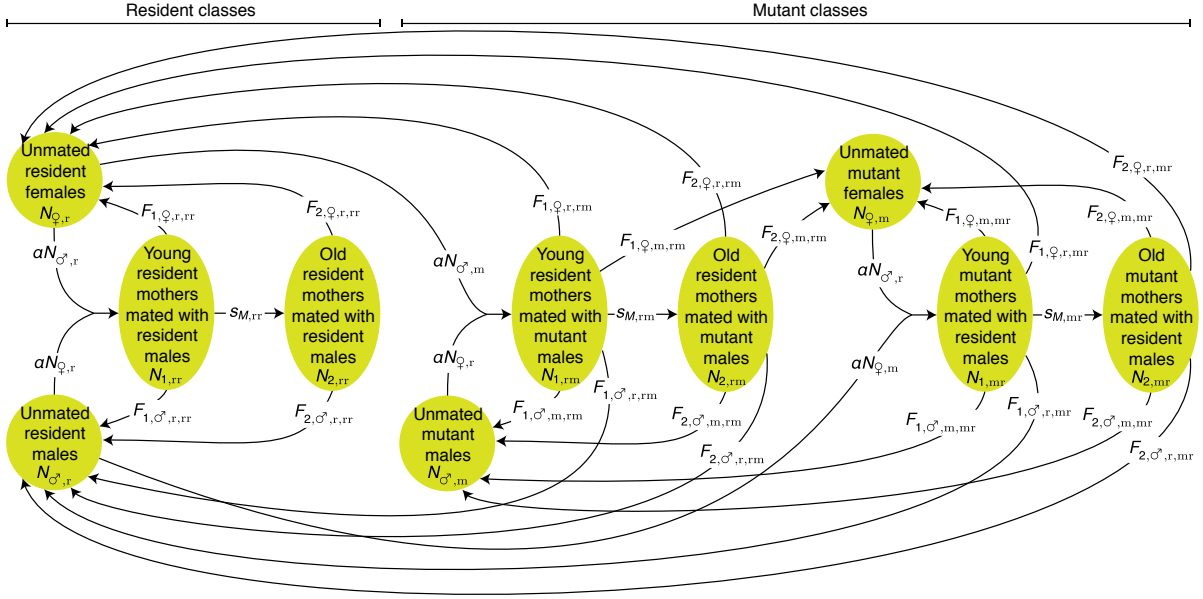 Resident classes
Mutant classes
Unmated
resident
females
N♀,r
Unmated
mutant
females
N♀,m
F1,♀,r,rr
F2,♀,r,rr
F1,♀,r,rm
F2,♀,r,rm
F1,♀,m,rm
F2,♀,m,rm
F1,♀,m,mr
F1,♀,r,mr
F2,♀,m,mr
F2,♀,r,mr
αN♂,r
αN♂,m
αN♂,r
Young
resident
mothers
mated with
resident
males
N1,rr
sM,rr
Old
resident
mothers
mated with
resident
males
N2,rr
Young
resident
mothers
mated with
mutant
males
N1,rm
sM,rm
Old
resident
mothers
mated with
mutant
males
N2,rm
Young
mutant
mothers
mated with
resident
males
N1,mr
sM,mr
Old
mutant
mothers
mated with
resident
males
N2,mr
αN♀,r
αN♀,r
αN♀,m
F1,♂,r,rr
F2,♂,r,rr
F1,♂,m,rm
F1,♂,r,rm
F2,♂,m,rm
F2,♂,r,rm
F1,♂,m,mr
F1,♂,r,mr
F2,♂,m,mr
F2,♂,r,mr
Unmated
resident
males
N♂,r
Unmated
mutant
males
N♂,m